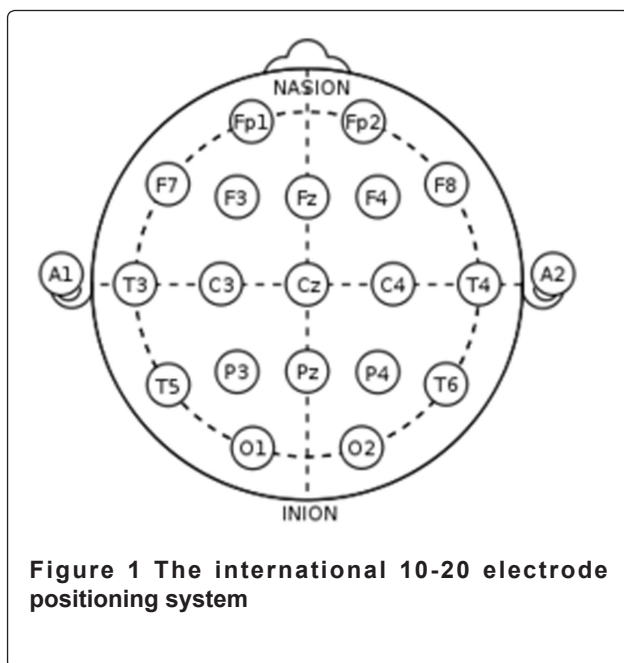 NASION
Fp1 Fp2
F7 F3 Fz F4 F8
A1 T3 C3 Cz C4 T4 A2
T5 P3 Pz P4 T6
O1 O2
INION
Figure 1 The international 10-20 electrode
positioning system